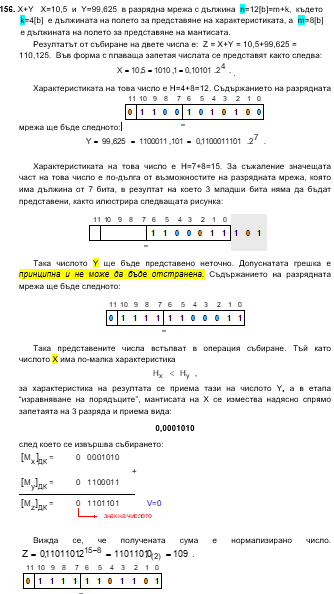 156. X+Y X=10,5 и Y=99,625 в разрядна мрежа с дължина n=12[b]=m+k, където
k=4[b] е дължината на полето за представяне на характеристиката, а m=8[b]
е дължината на полето за представяне на мантисата.
Резултатът от събиране на двете числа е: Z = X+Y = 10,5+99,625 =
110,125. Във форма с плаваща запетая числата се представят както следва:
X = 10,5 = 1010 ,1 = 0,10101 .2^4 .
Характеристиката на това число е H=4+8=12. Съдържанието на разрядната
11 10 9 8 7 6 5 4 3 2 1 0
0 1 1 0 0 1 0 1 0 1 0 0
мрежа ще бъде следното:
Y = 99,625 = 1100011 ,101 = 0,1100011101 .2^7 .
Характеристиката на това число е H=7+8=15. За съжаление значещата
част на това число е по-дълга от възможностите на разрядната мрежа, която
има дължина от 7 бита, в резултат на което 3 младши бита няма да бъдат
представени, както илюстрира следващата рисунка:
11 10 9 8 7 6 5 4 3 2 1 0
1 1 0 0 0 1 1 1 0 1
Така числото Y ще бъде представено неточно. Допуснатата грешка е
принципна и не може да бъде отстранена. Съдържанието на разрядната
мрежа ще бъде следното:
11 10 9 8 7 6 5 4 3 2 1 0
0 1 1 1 1 1 1 0 0 0 1 1
Така представените числа встъпват в операция събиране. Тъй като
числото X има по-малка характеристика
Hx < Hy ,
за характеристика на резултата се приема тази на числото Y, а в етапа
"изравняване на порядъците", мантисата на X се измества надясно спрямо
запетаята на 3 разряда и приема вида:
0,0001010
след което се извършва събирането:
[Mx]ДК = 0 0001010
+
[My]ДК = 0 1100011
[Mz]ДК = 0 1101101 V=0
знак на числото
Вижда се, че получената сума е нормализирано число.
Z = 0,1101101.2^15-8 = 1101101,0(2) = 109 .
11 10 9 8 7 6 5 4 3 2 1 0
0 1 1 1 1 1 1 0 1 1 0 1